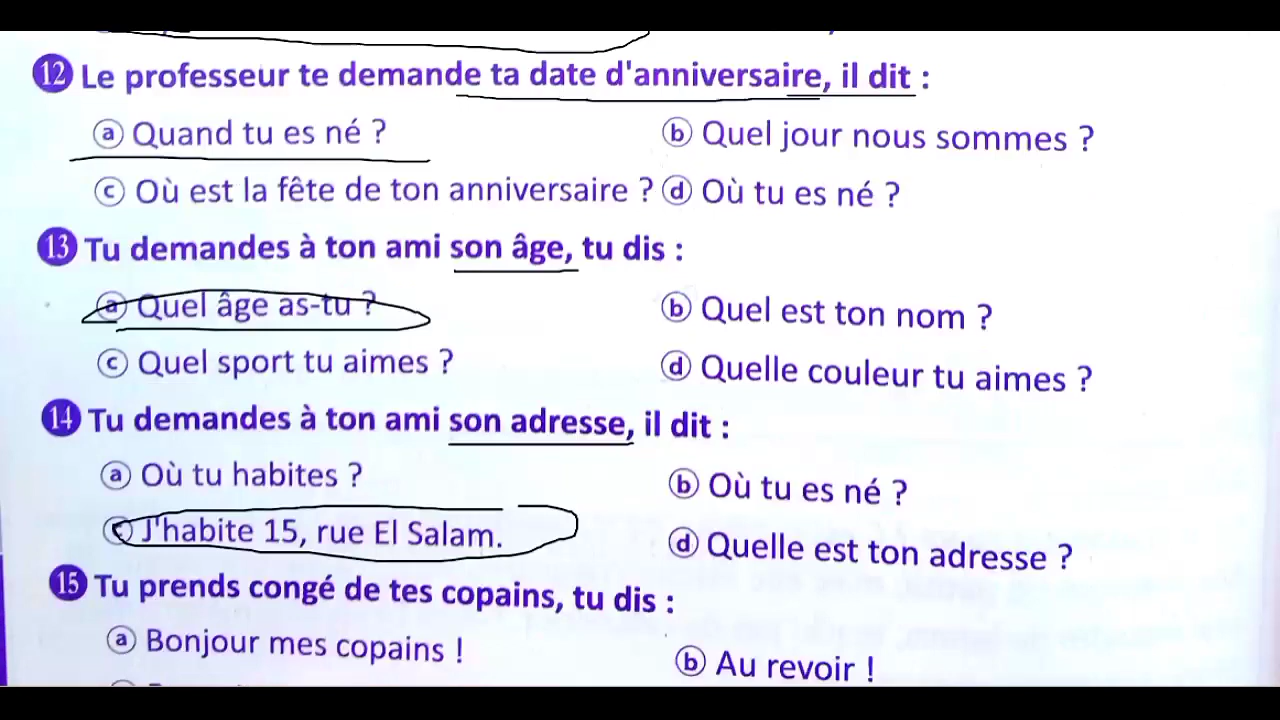 12 Le professeur te demande ta date d'anniversaire, il dit :
a Quand tu es né ? b Quel jour nous sommes ?
c Où est la fête de ton anniversaire ? d Où tu es né ?
13 Tu demandes à ton ami son âge, tu dis :
a Quel âge as-tu ? b Quel est ton nom ?
c Quel sport tu aimes ? d Quelle couleur tu aimes ?
14 Tu demandes à ton ami son adresse, il dit :
a Où tu habites ? b Où tu es né ?
c J'habite 15, rue El Salam. d Quelle est ton adresse ?
15 Tu prends congé de tes copains, tu dis :
a Bonjour mes copains ! b Au revoir !